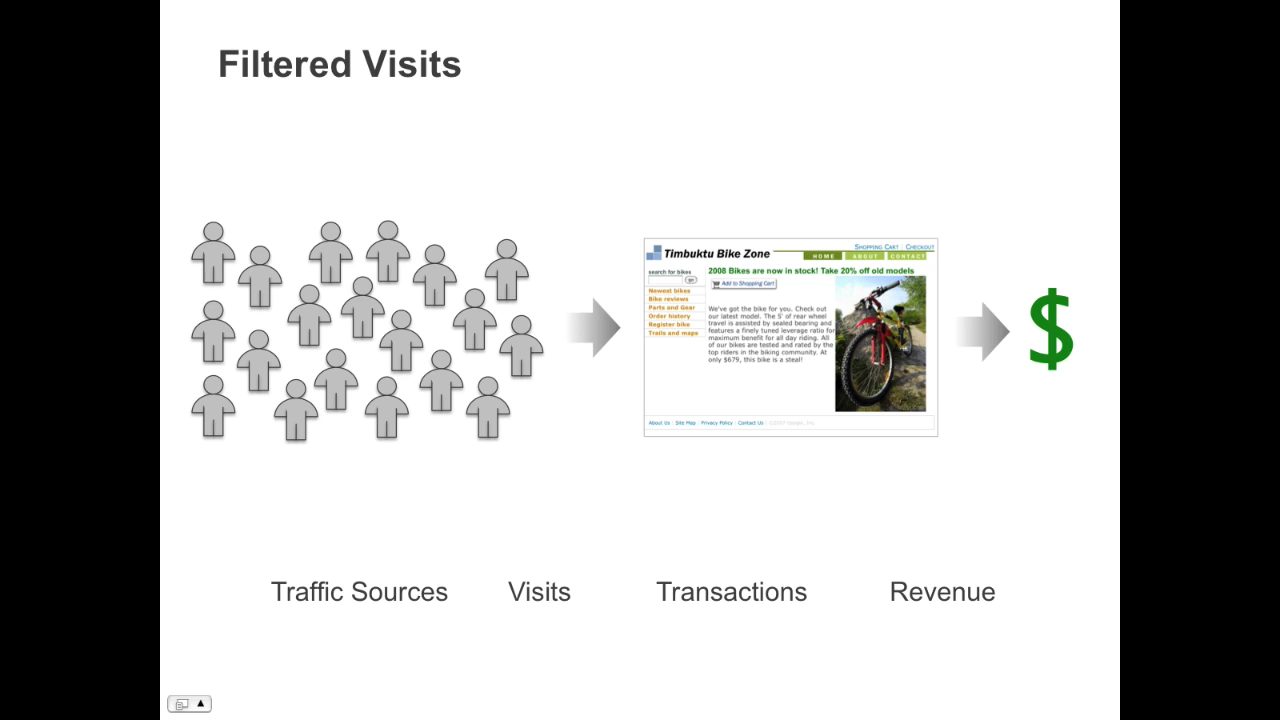 Filtered Visits
Timbuktu Bike Zone
Shopping Cart | Checkout
HOME
ABOUT
CONTACT
search for bikes
go
Newest bikes
Bike reviews
Parts and Gear
Order history
Register bike
Trails and maps
2008 Bikes are now in stock! Take 20% off old models
Add to Shopping Cart
We've got the bike for you. Check out
our latest model. The 5' of rear wheel
travel is assisted by sealed bearing and
features a finely tuned leverage ratio for
maximum benefit for all day riding. All
of our bikes are tested and rated by the
top riders in the biking community. At
only $679, this bike is a steal!
About Us | Site Map | Privacy Policy | Contact Us |
$
Traffic Sources
Visits
Transactions
Revenue